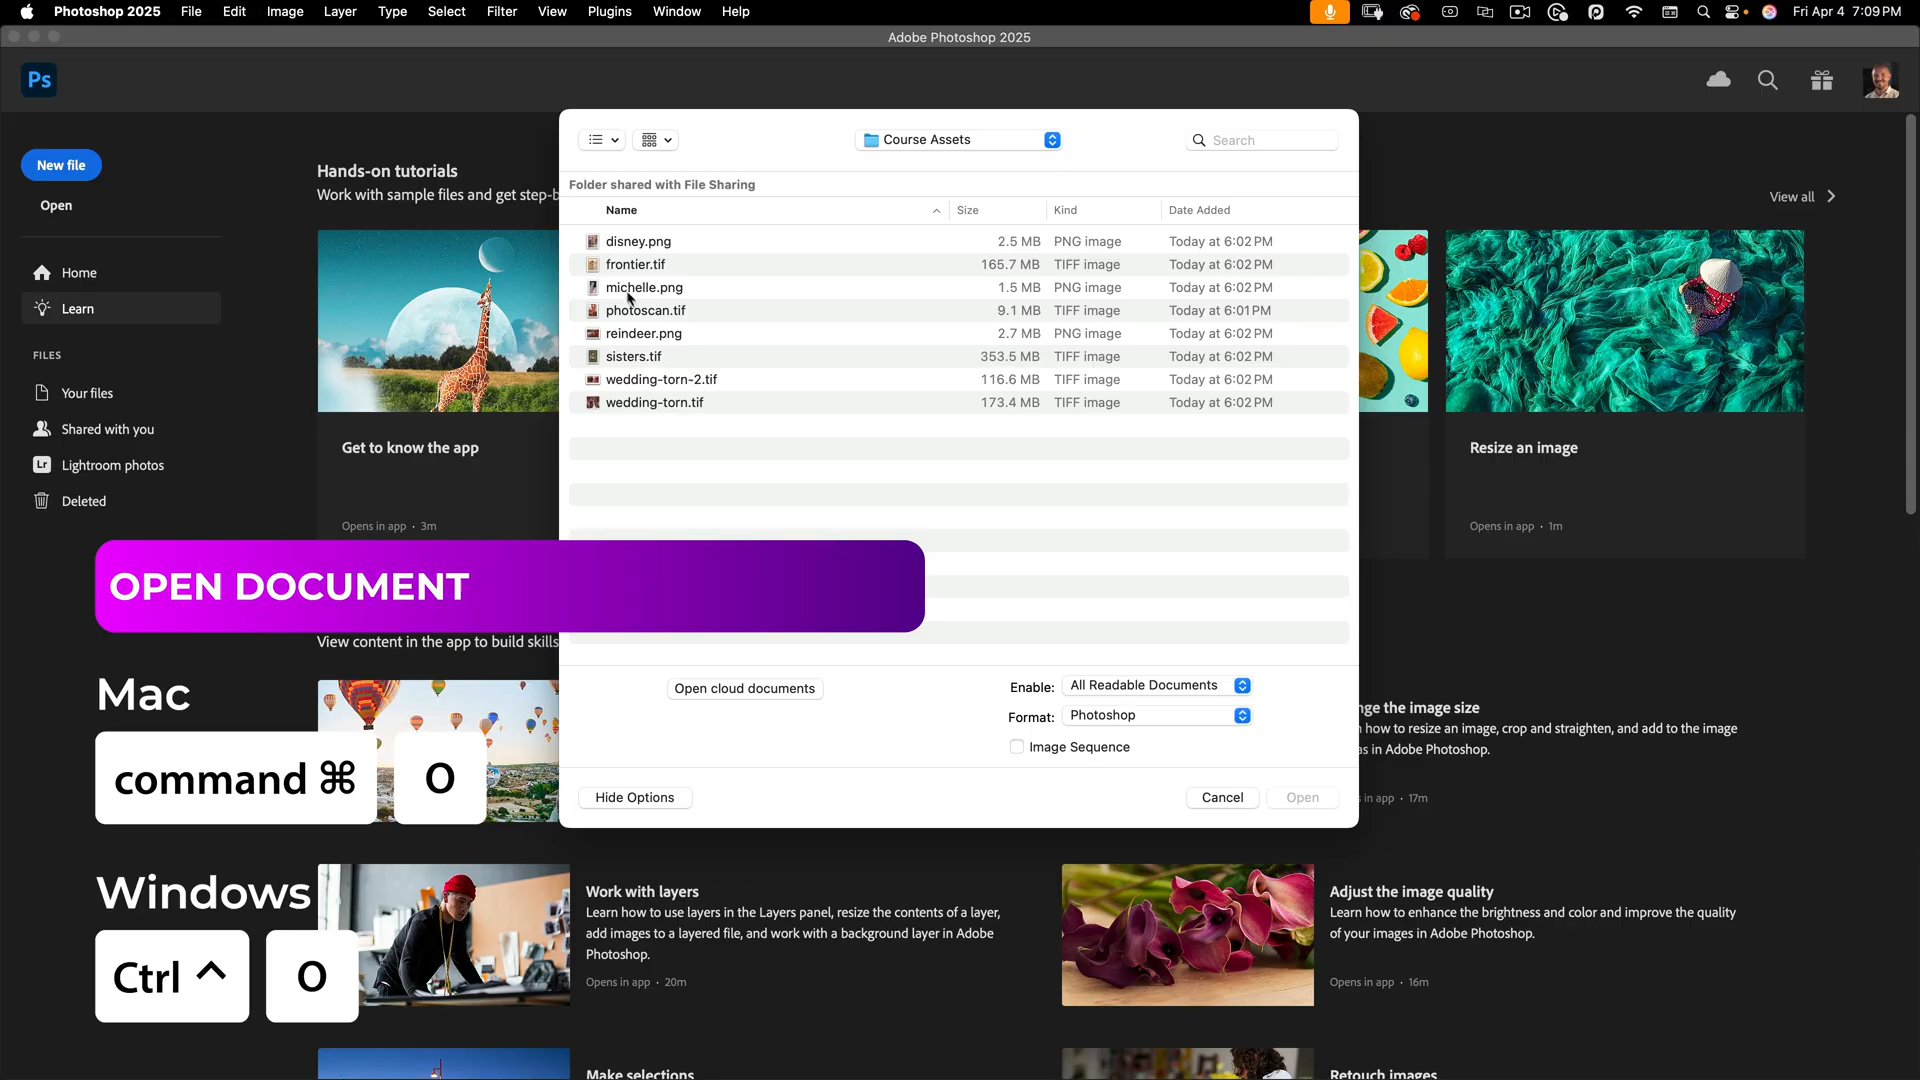 Photoshop 2025 File Edit Image Layer Type Select Filter View Plugins Window Help Fri Apr 4 7:09 PM
Adobe Photoshop 2025
Ps
New file
Open
Home
Learn
FILES
Your files
Shared with you
Lr Lightroom photos
Deleted
Hands-on tutorials
Work with sample files and get step-b
View all
Get to know the app
Opens in app · 3m
Resize an image
Opens in app · 1m
Course Assets
Search
Folder shared with File Sharing
Name Size Kind Date Added
disney.png 2.5 MB PNG image Today at 6:02 PM
frontier.tif 165.7 MB TIFF image Today at 6:02 PM
michelle.png 1.5 MB PNG image Today at 6:02 PM
photoscan.tif 9.1 MB TIFF image Today at 6:01 PM
reindeer.png 2.7 MB PNG image Today at 6:02 PM
sisters.tif 353.5 MB TIFF image Today at 6:02 PM
wedding-torn-2.tif 116.6 MB TIFF image Today at 6:02 PM
wedding-torn.tif 173.4 MB TIFF image Today at 6:02 PM
Open cloud documents
Enable: All Readable Documents
Format: Photoshop
Image Sequence
Hide Options
Cancel Open
OPEN DOCUMENT
View content in the app to build skills
Mac
command ⌘ O
Windows
Ctrl ^ O
nge the image size
how to resize an image, crop and straighten, and add to the image
as in Adobe Photoshop.
in app · 17m
Work with layers
Learn how to use layers in the Layers panel, resize the contents of a layer,
add images to a layered file, and work with a background layer in Adobe
Photoshop.
Opens in app · 20m
Adjust the image quality
Learn how to enhance the brightness and color and improve the quality
of your images in Adobe Photoshop.
Opens in app · 16m
Make selections
Retouch images